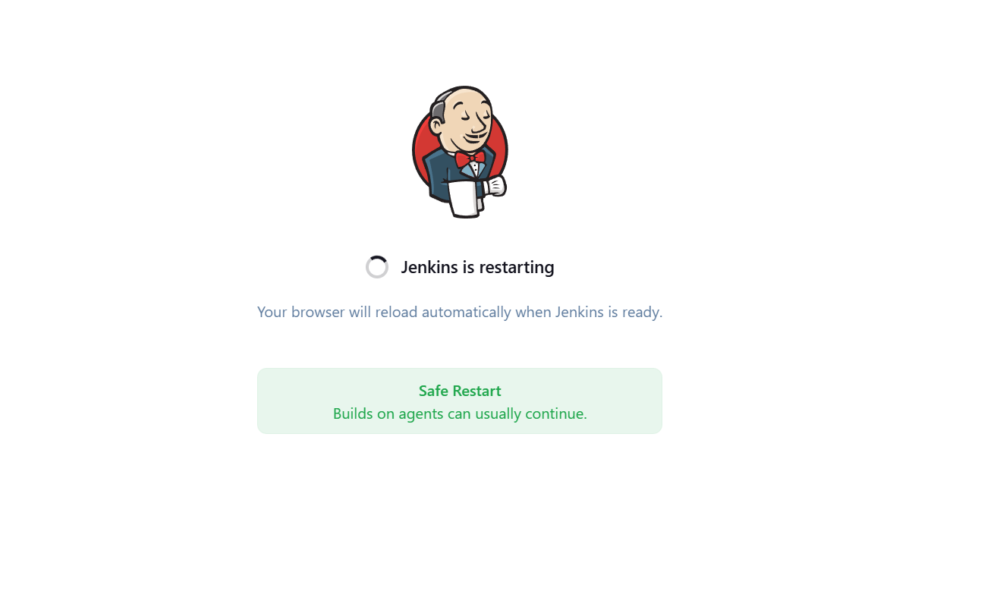 Jenkins is restarting
Your browser will reload automatically when Jenkins is ready.
Safe Restart
Builds on agents can usually continue.